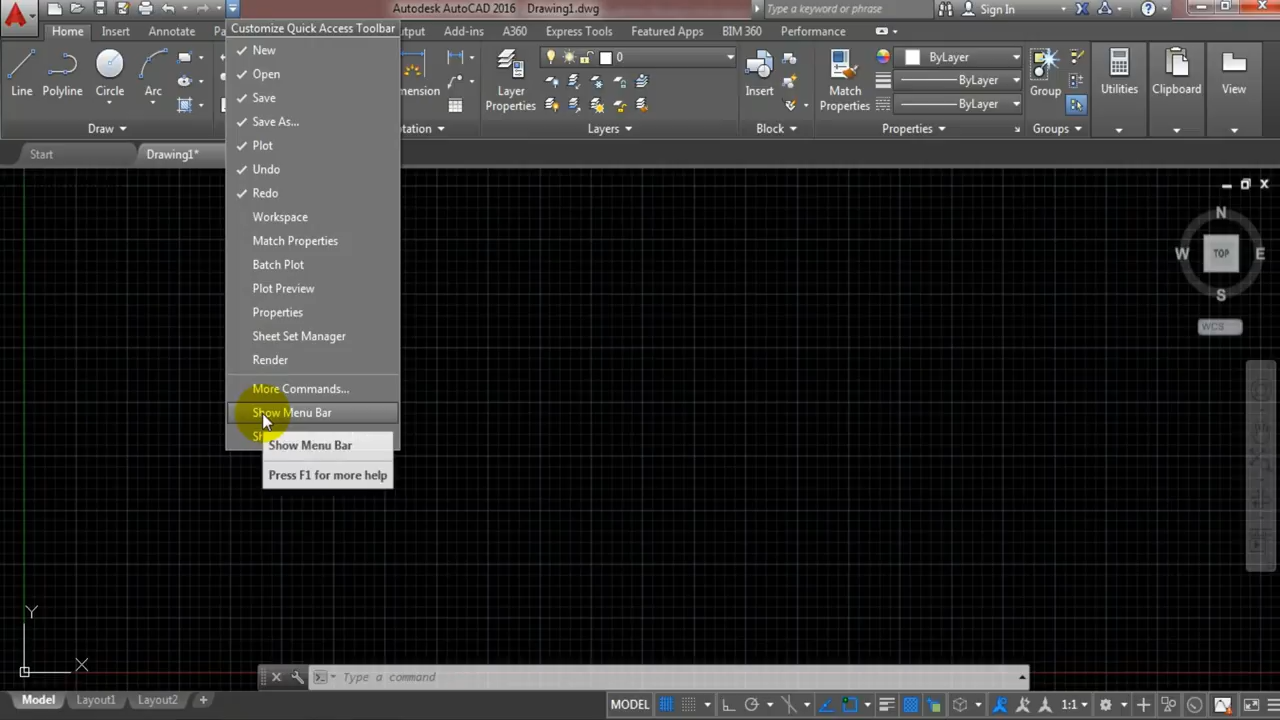 Autodesk AutoCAD 2016 Drawing1.dwg
Type a keyword or phrase
Sign In
Home
Insert
Annotate
Add-ins
A360
Express Tools
Featured Apps
BIM 360
Performance
Customize Quick Access Toolbar
New
Open
Save
Save As...
Plot
Undo
Redo
Workspace
Match Properties
Batch Plot
Plot Preview
Properties
Sheet Set Manager
Render
More Commands...
Show Menu Bar
Show Menu Bar
Press F1 for more help
Line
Polyline
Circle
Arc
Draw
Layer
Properties
0
Layers
Insert
Block
Match
Properties
ByLayer
ByLayer
ByLayer
Properties
Group
Groups
Utilities
Clipboard
View
Start
Drawing1*
N
W
TOP
E
S
WCS
Y
X
Type a command
Model
Layout1
Layout2
+
MODEL
1:1